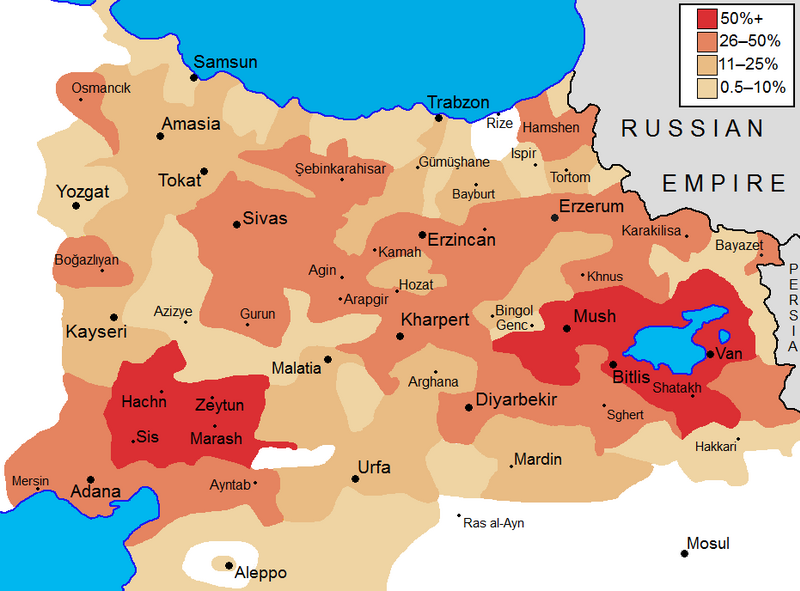 50%+
26–50%
11–25%
0.5–10%
Samsun
Osmancık
Trabzon
Rize
Hamshen
RUSSIAN
Amasia
Ispir
Gümüşhane
Şebinkarahisar
Tortom
Tokat
EMPIRE
Yozgat
Bayburt
Erzerum
Sivas
Karakilisa
Erzincan
Bayazet
Kamah
Boğazlıyan
Agin
Khnus
PERSIA
Hozat
Arapgir
Azizye
Gurun
Bingol
Genc
Mush
Kharpert
Kayseri
Van
Malatia
Bitlis
Arghana
Shatakh
Hachn
Zeytun
Diyarbekir
Sghert
Sis
Marash
Hakkari
Mardin
Urfa
Mersin
Adana
Ayntab
Ras al-Ayn
Mosul
Aleppo